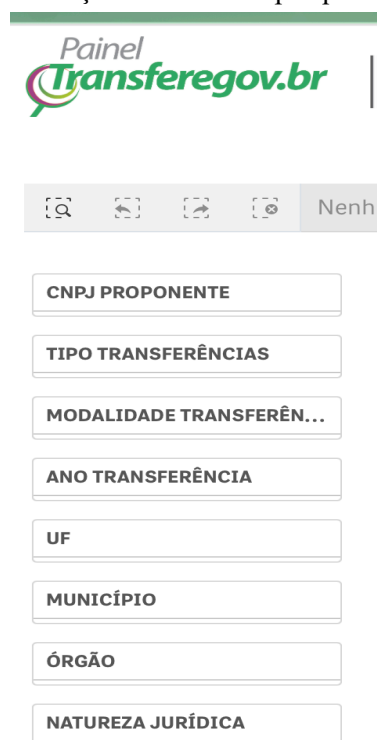 Painel
Transferegov.br
Nenh
CNPJ PROPONENTE
TIPO TRANSFERÊNCIAS
MODALIDADE TRANSFERÊN...
ANO TRANSFERÊNCIA
UF
MUNICÍPIO
ÓRGÃO
NATUREZA JURÍDICA